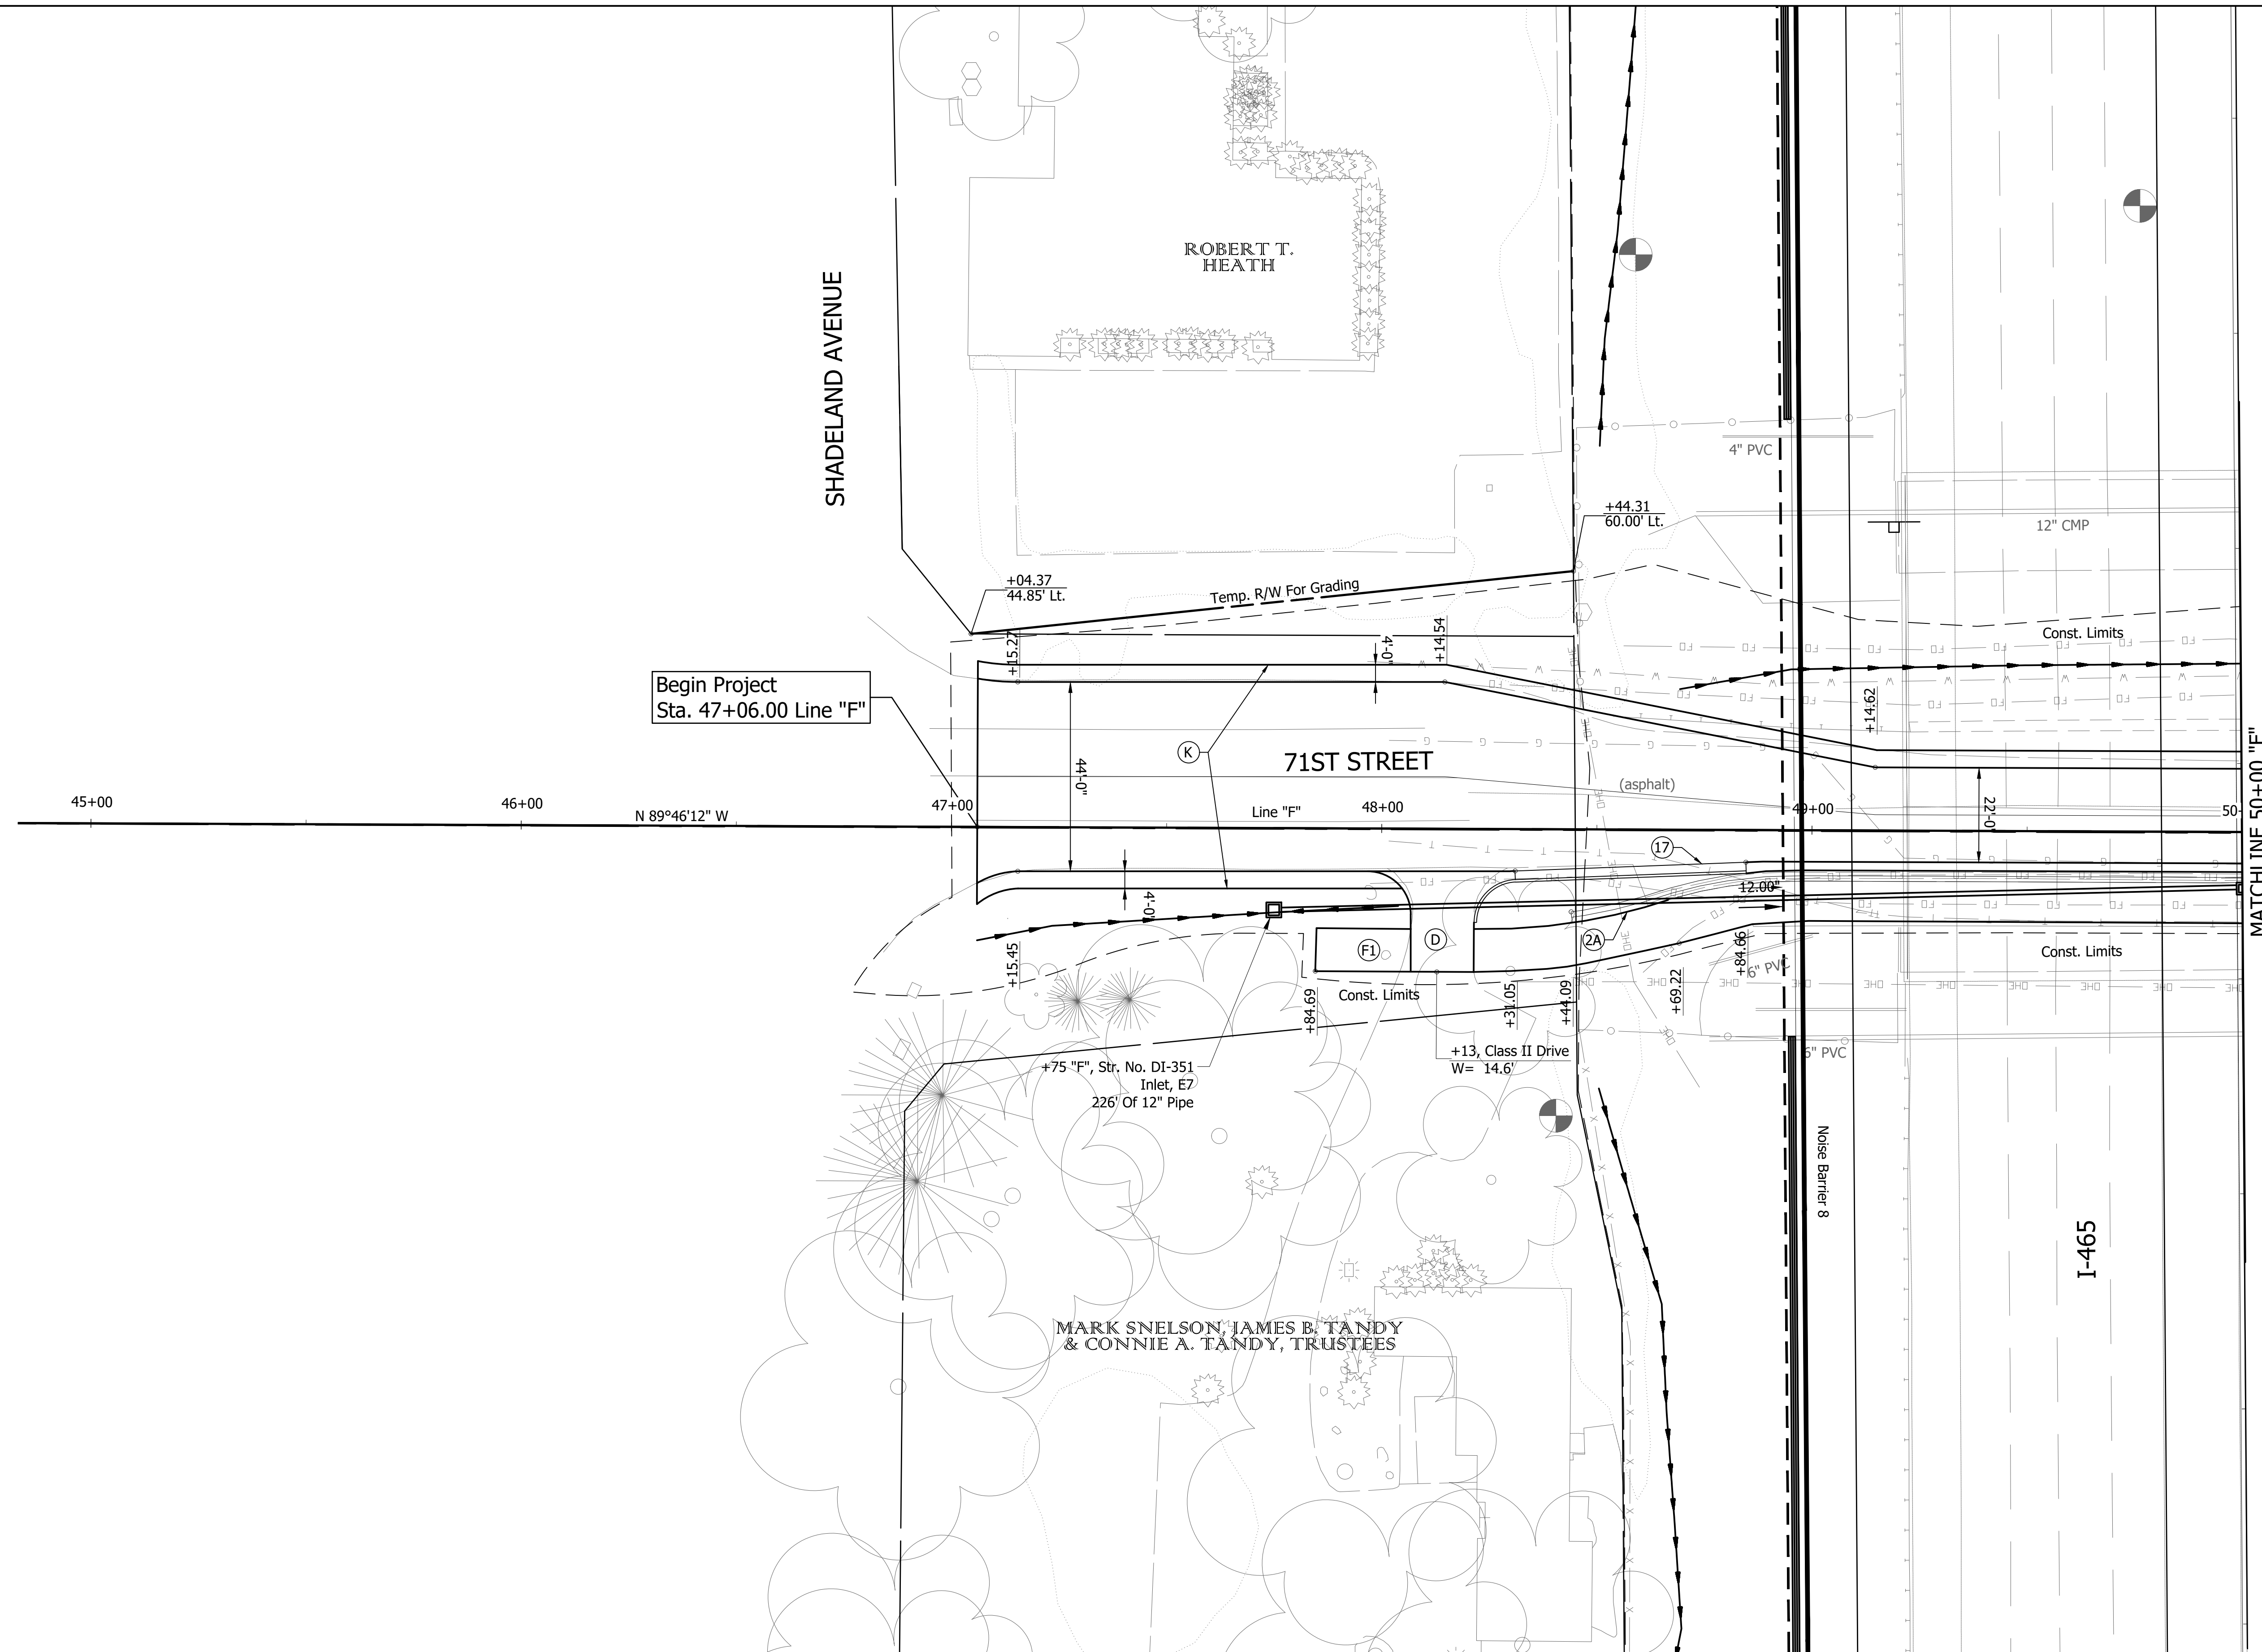 SHADELAND AVENUE
ROBERT T.
HEATH
4" PVC
12" CMP
+44.31
60.00' Lt.
+04.37
44.85' Lt.
Temp. R/W For Grading
Const. Limits
+15.27
4'-0"
+14.54
+14.62
Begin Project
Sta. 47+06.00 Line "F"
K
71ST STREET
(asphalt)
44'-0"
22'-0"
45+00
46+00
N 89°46'12" W
47+00
Line "F"
48+00
49+00
50+
MATCHLINE 50+00 "F"
17
12.00"
4'-0"
F1
D
2A
+15.45
+84.69
Const. Limits
+31.05
+44.09
+69.22
+84.66
6" PVC
Const. Limits
+13, Class II Drive
W= 14.6'
6" PVC
+75 "F", Str. No. DI-351
Inlet, E7
226' Of 12" Pipe
Noise Barrier 8
I-465
MARK SNELSON, JAMES B. TANDY
& CONNIE A. TANDY, TRUSTEES